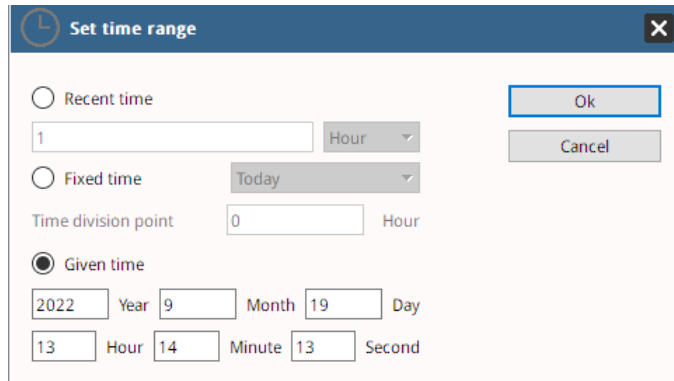 Set time range
Recent time
Ok
1 Hour
Cancel
Fixed time Today
Time division point 0 Hour
Given time
2022 Year 9 Month 19 Day
13 Hour 14 Minute 13 Second